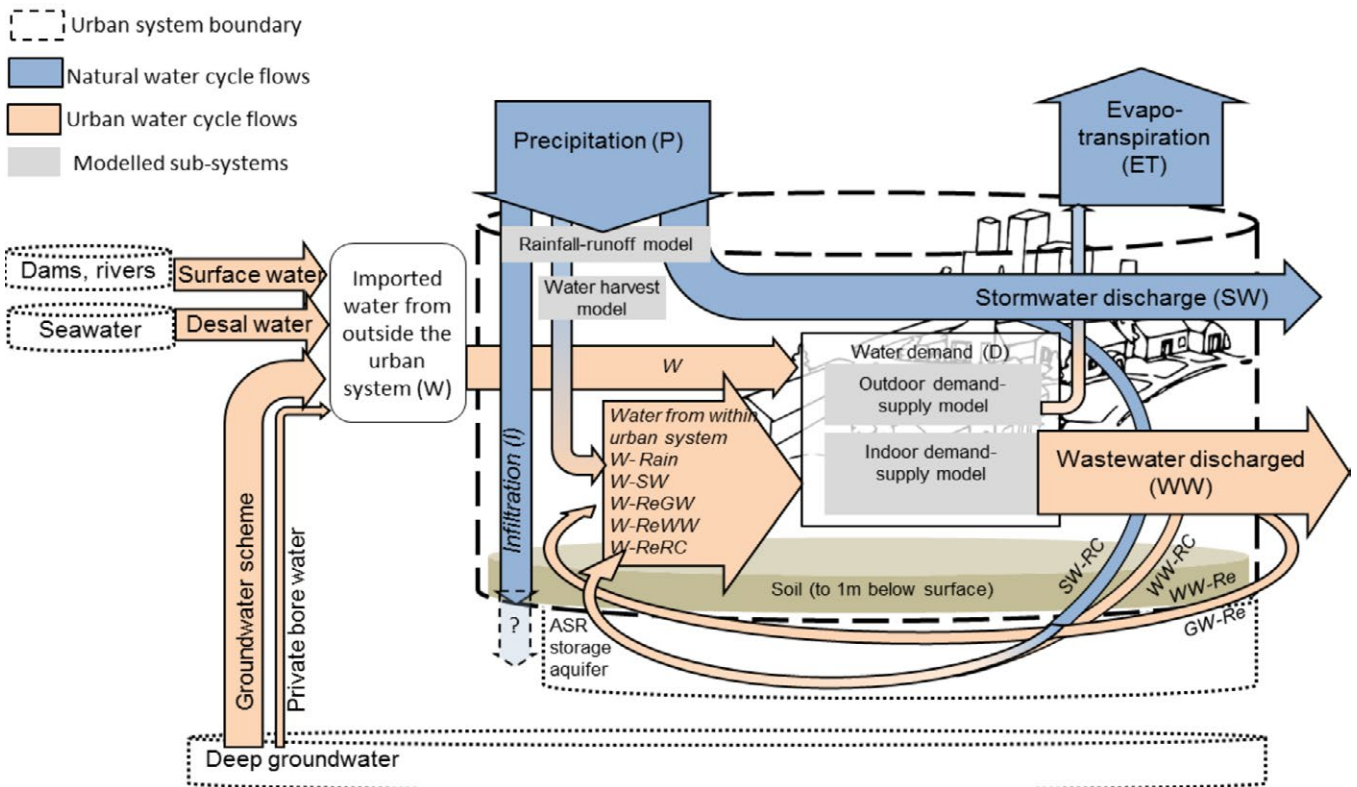 Urban system boundary
Natural water cycle flows
Urban water cycle flows
Modelled sub-systems
Precipitation (P)
Evapo-
transpiration
(ET)
Rainfall-runoff model
Water harvest
model
Dams, rivers
Surface water
Seawater
Desal water
Imported
water from
outside the
urban
system (W)
Stormwater discharge (SW)
W
Water demand (D)
Outdoor demand-
supply model
Indoor demand-
supply model
Water from within
urban system
W- Rain
W-SW
W-ReGW
W-ReWW
W-ReRC
Wastewater discharged
(WW)
Infiltration (I)
Soil (to 1m below surface)
SW-RC
WW-RC
WW-Re
GW-Re
?
ASR
storage
aquifer
Groundwater scheme
Private bore water
Deep groundwater